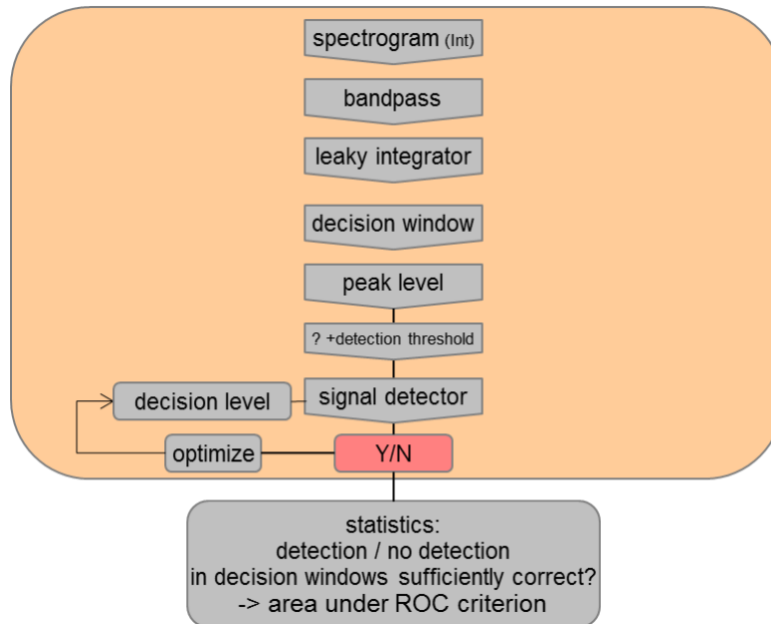 spectrogram (Int)
bandpass
leaky integrator
decision window
peak level
? +detection threshold
signal detector
decision level
optimize
Y/N
statistics:
detection / no detection
in decision windows sufficiently correct?
-> area under ROC criterion